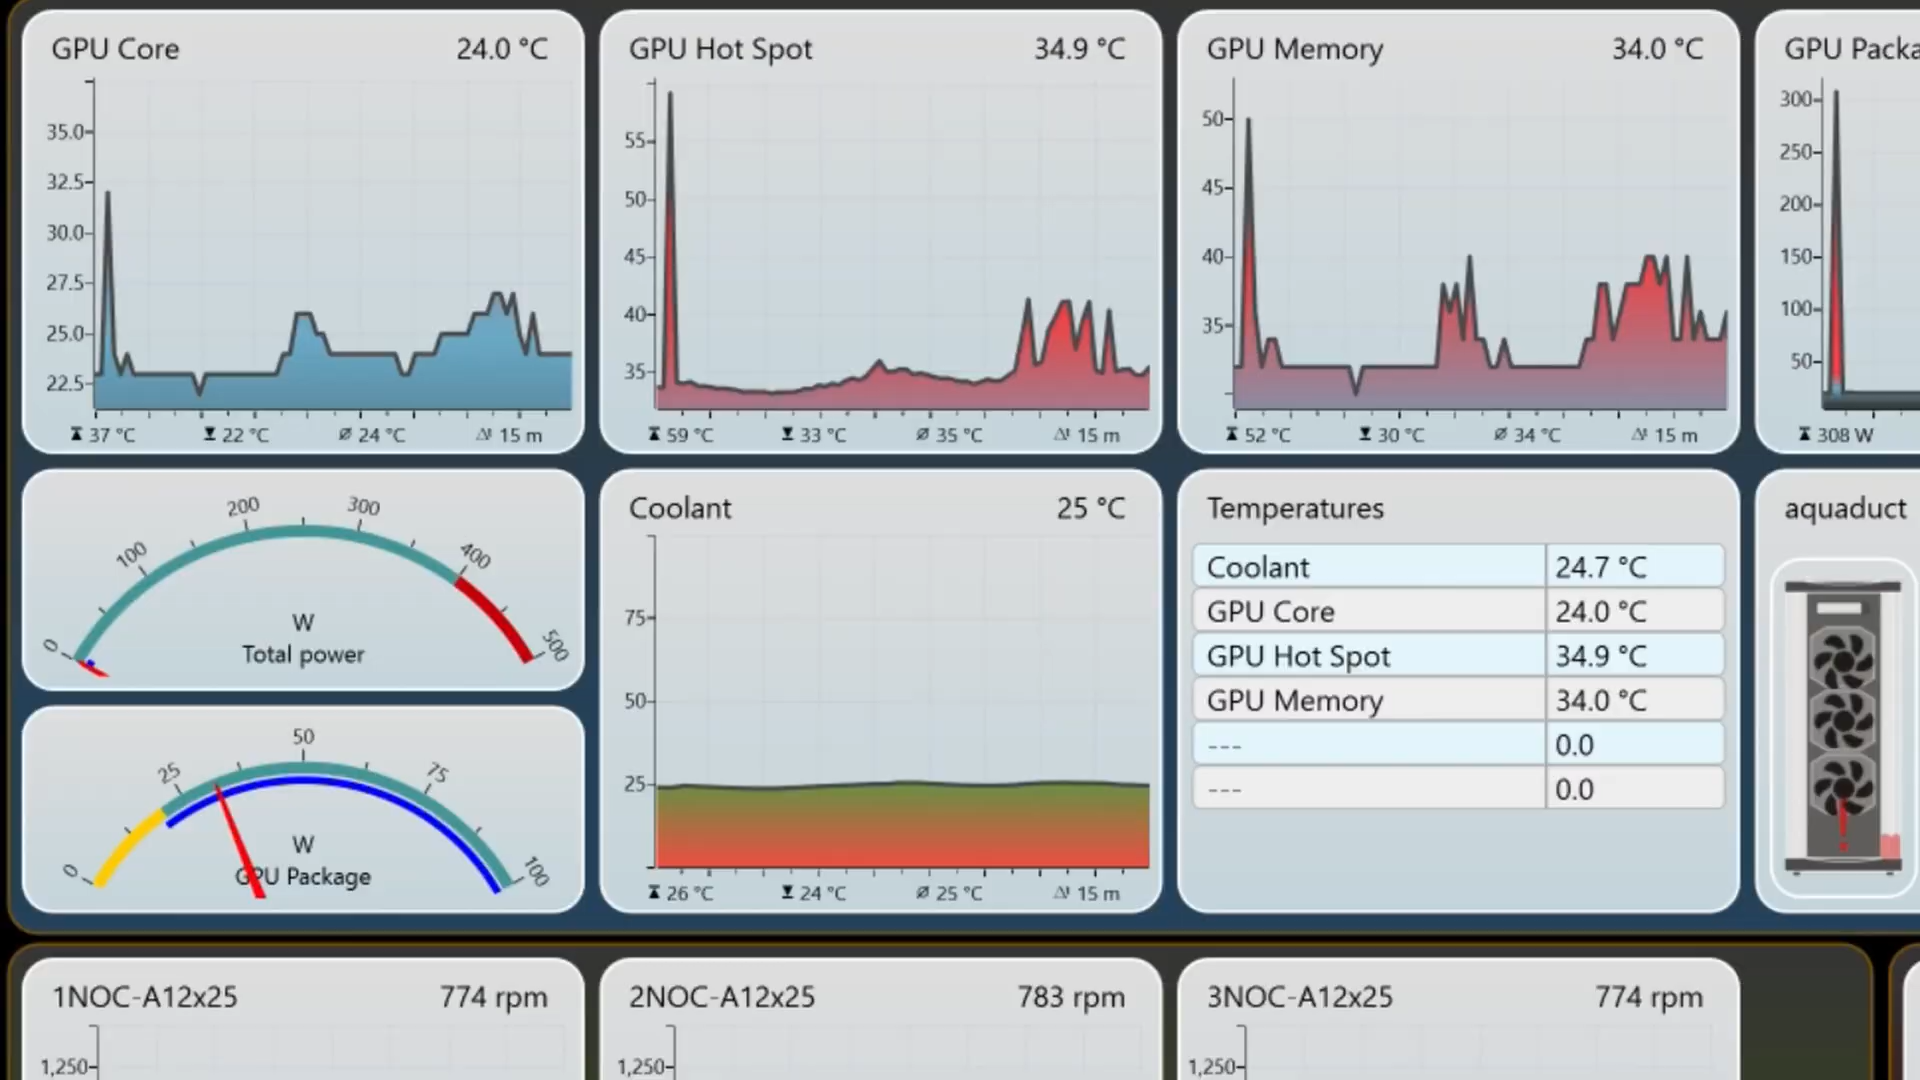 GPU Core 24.0 °C
35.0
32.5
30.0
27.5
25.0
22.5
37 °C 22 °C ⌀ 24 °C 15 m
GPU Hot Spot 34.9 °C
55
50
45
40
35
59 °C 33 °C ⌀ 35 °C 15 m
GPU Memory 34.0 °C
50
45
40
35
52 °C 30 °C ⌀ 34 °C 15 m
GPU Packa
300
250
200
150
100
50
308 W
0 100 200 300 400 500
W
Total power
0 25 50 75 100
W
GPU Package
Coolant 25 °C
75
50
25
26 °C 24 °C ⌀ 25 °C 15 m
Temperatures
Coolant 24.7 °C
GPU Core 24.0 °C
GPU Hot Spot 34.9 °C
GPU Memory 34.0 °C
--- 0.0
--- 0.0
aquaduct
1NOC-A12x25 774 rpm
1,250
2NOC-A12x25 783 rpm
1,250
3NOC-A12x25 774 rpm
1,250